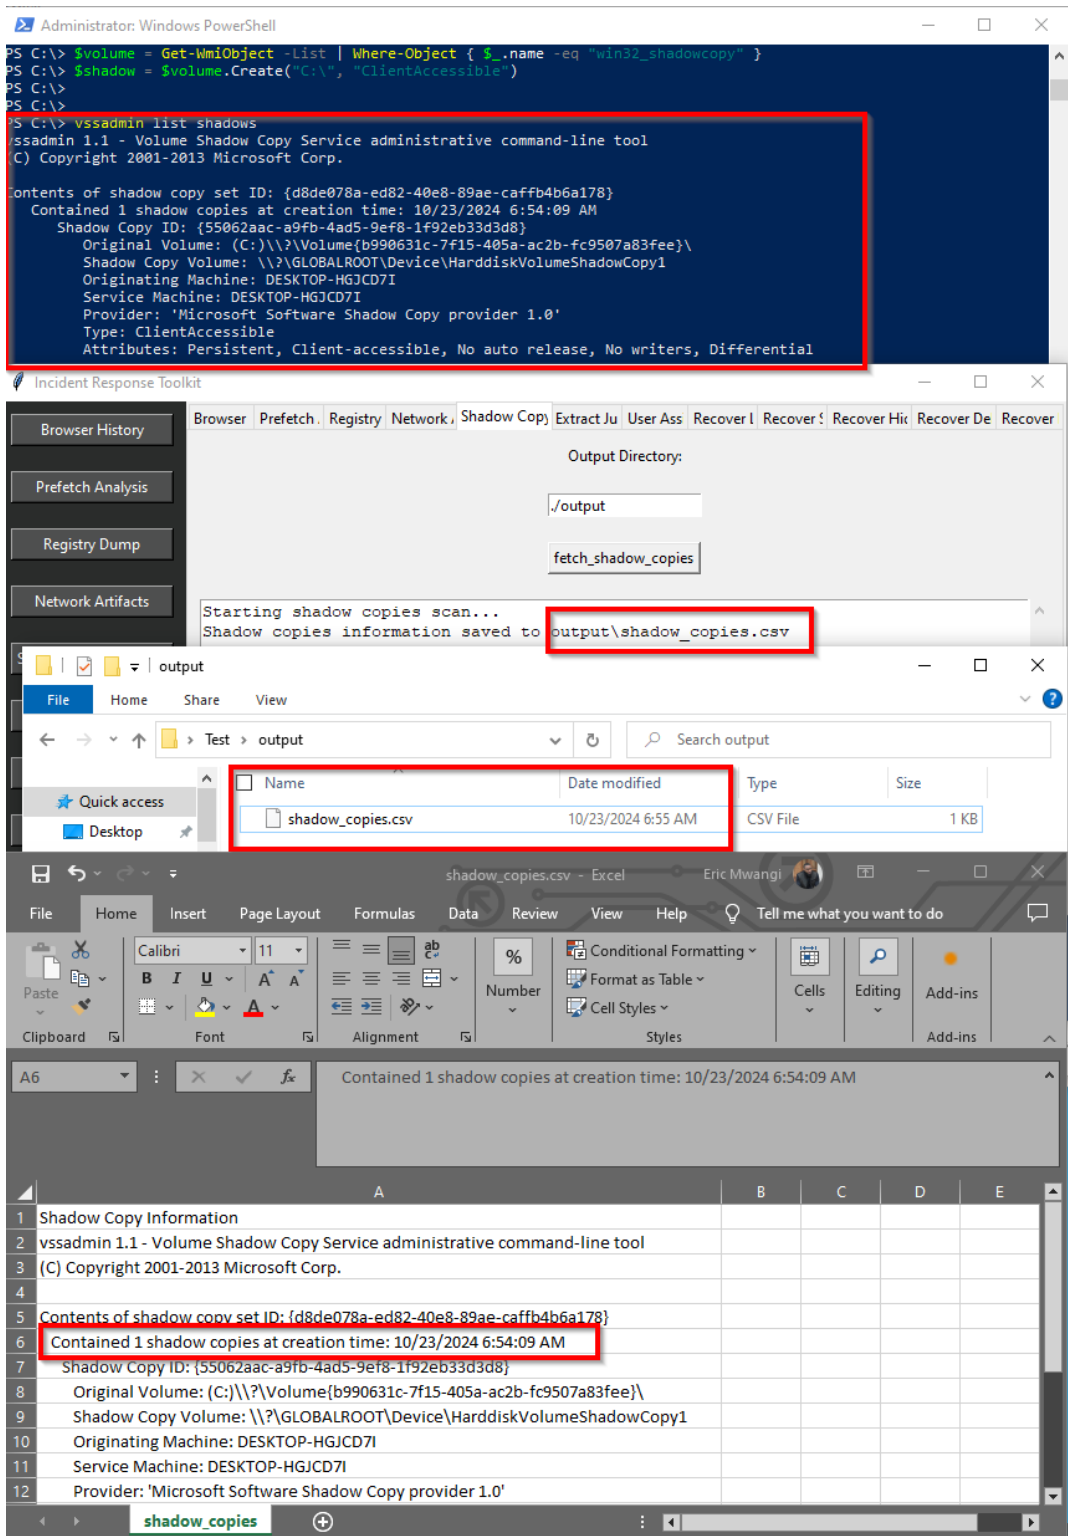 Administrator: Windows PowerShell
PS C:\> $volume = Get-WmiObject -List | Where-Object { $_.name -eq "win32_shadowcopy" }
PS C:\> $shadow = $volume.Create("C:\", "ClientAccessible")
PS C:\>
PS C:\>
PS C:\> vssadmin list shadows
vssadmin 1.1 - Volume Shadow Copy Service administrative command-line tool
(C) Copyright 2001-2013 Microsoft Corp.
Contents of shadow copy set ID: {d8de078a-ed82-40e8-89ae-caffb4b6a178}
Contained 1 shadow copies at creation time: 10/23/2024 6:54:09 AM
Shadow Copy ID: {55062aac-a9fb-4ad5-9ef8-1f92eb33d3d8}
Original Volume: (C:)\\?\Volume{b990631c-7f15-405a-ac2b-fc9507a83fee}\
Shadow Copy Volume: \\?\GLOBALROOT\Device\HarddiskVolumeShadowCopy1
Originating Machine: DESKTOP-HGJCD7I
Service Machine: DESKTOP-HGJCD7I
Provider: 'Microsoft Software Shadow Copy provider 1.0'
Type: ClientAccessible
Attributes: Persistent, Client-accessible, No auto release, No writers, Differential
Incident Response Toolkit
Browser Prefetch Registry Network Shadow Copy Extract Ju User Ass Recover Recover Recover Hic Recover De Recover
Browser History
Output Directory:
Prefetch Analysis
./output
Registry Dump
fetch_shadow_copies
Network Artifacts
Starting shadow copies scan...
Shadow copies information saved to output\shadow_copies.csv
output
File Home Share View
Test > output
Search output
Name Date modified Type Size
Quick access
shadow_copies.csv 10/23/2024 6:55 AM CSV File 1 KB
Desktop
shadow_copies.csv - Excel Eric Mwangi
File Home Insert Page Layout Formulas Data Review View Help Tell me what you want to do
Calibri 11
ab
%
Conditional Formatting
B I U A A
Format as Table
Paste
Number
Cells Editing Add-ins
A
Cell Styles
Clipboard Font Alignment Styles Add-ins
A6 fx Contained 1 shadow copies at creation time: 10/23/2024 6:54:09 AM
A B C D E
1 Shadow Copy Information
2 vssadmin 1.1 - Volume Shadow Copy Service administrative command-line tool
3 (C) Copyright 2001-2013 Microsoft Corp.
4
5 Contents of shadow copy set ID: {d8de078a-ed82-40e8-89ae-caffb4b6a178}
6 Contained 1 shadow copies at creation time: 10/23/2024 6:54:09 AM
7 Shadow Copy ID: {55062aac-a9fb-4ad5-9ef8-1f92eb33d3d8}
8 Original Volume: (C:)\\?\Volume{b990631c-7f15-405a-ac2b-fc9507a83fee}\
9 Shadow Copy Volume: \\?\GLOBALROOT\Device\HarddiskVolumeShadowCopy1
10 Originating Machine: DESKTOP-HGJCD7I
11 Service Machine: DESKTOP-HGJCD7I
12 Provider: 'Microsoft Software Shadow Copy provider 1.0'
shadow_copies